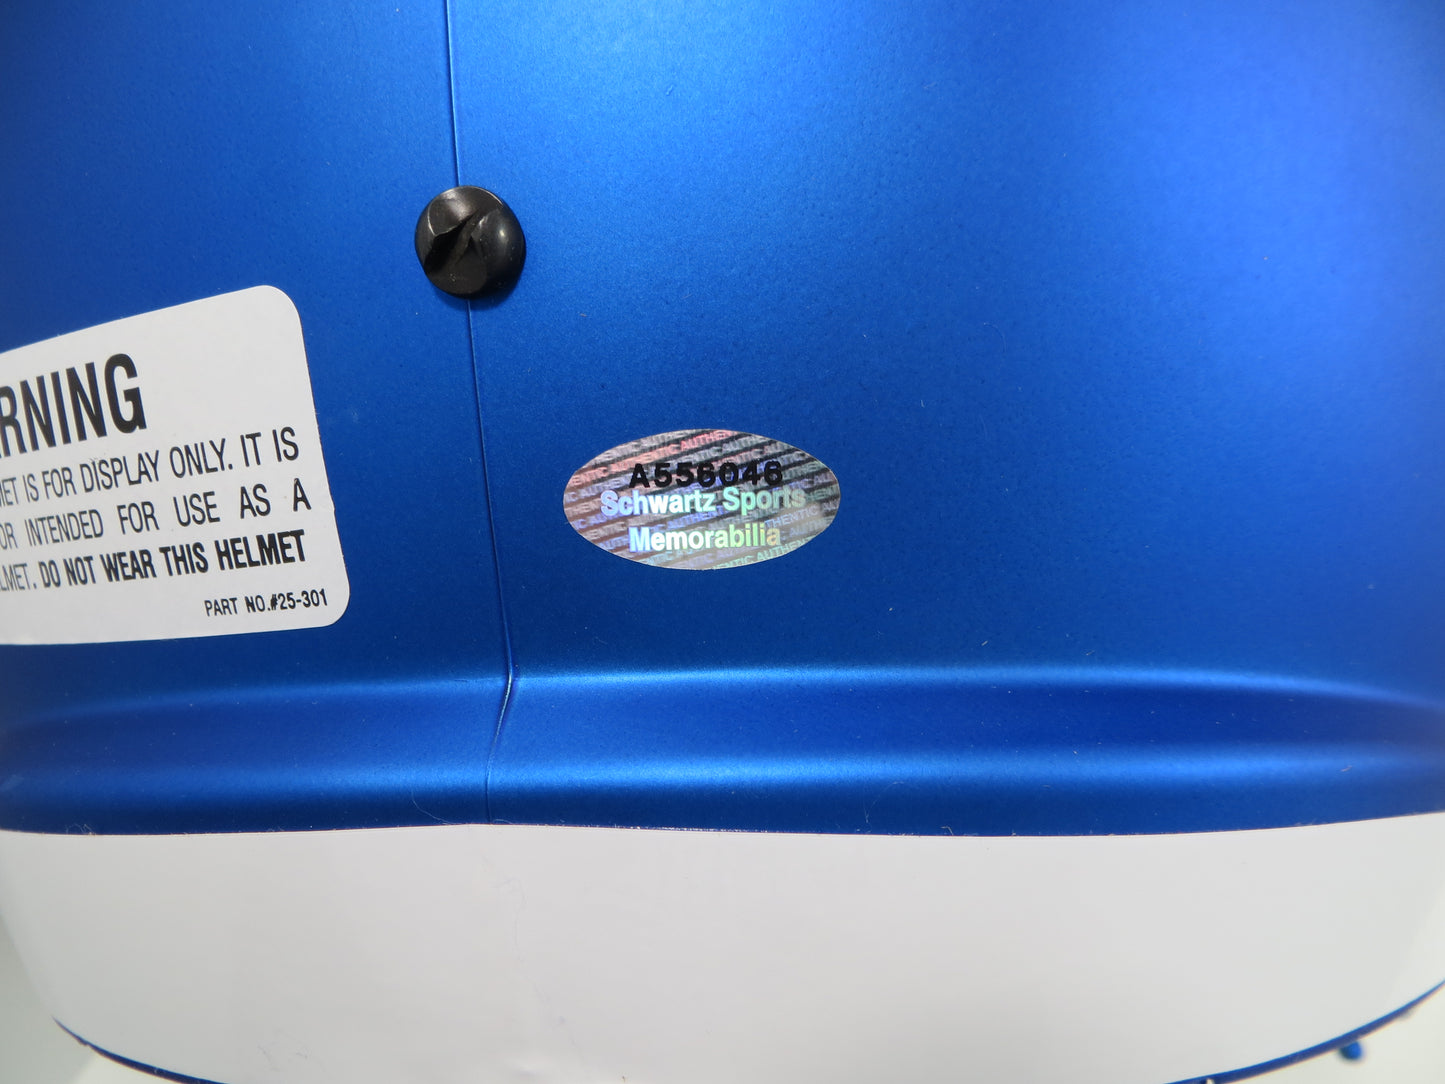 RNING
MET IS FOR DISPLAY ONLY. IT IS
OR INTENDED FOR USE AS A
LMET. DO NOT WEAR THIS HELMET
PART NO.#25-301
A556046
Schwartz Sports
Memorabilia